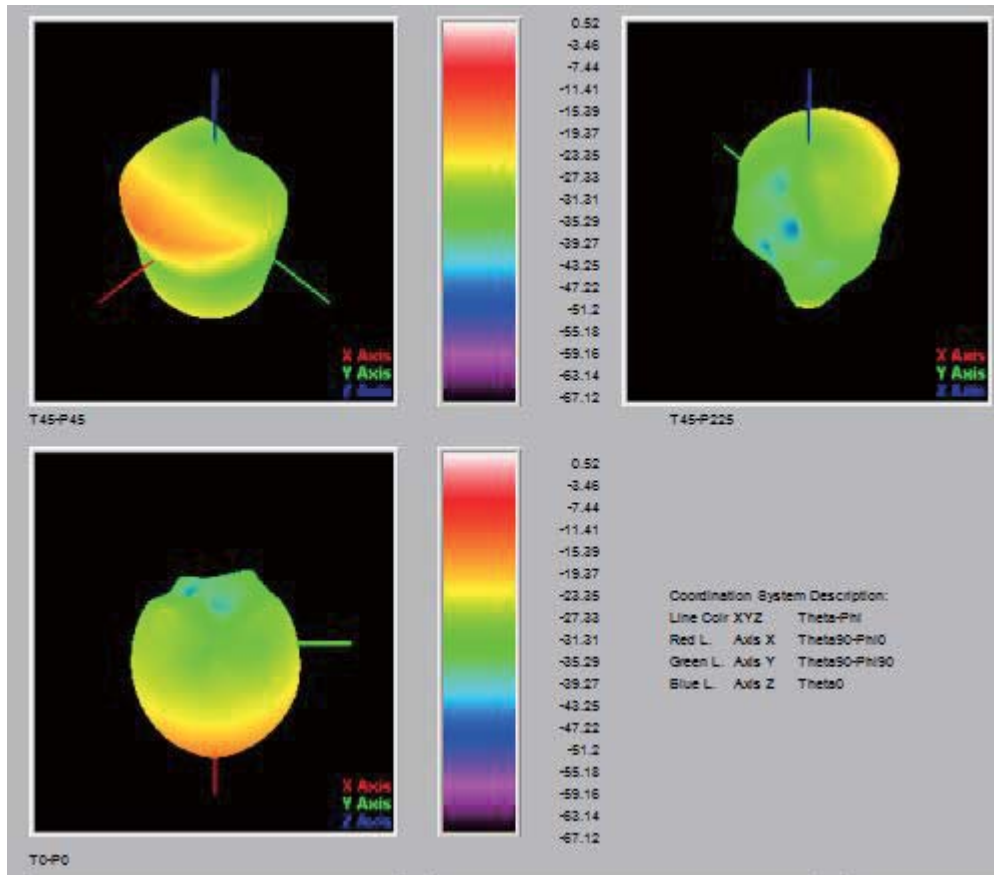 0.52
-3.46
-7.44
-11.41
-15.39
-19.37
-23.35
-27.33
-31.31
-35.29
-39.27
-43.25
-47.22
-51.2
-55.18
-59.16
-63.14
-67.12
X Axis
Y Axis
Z Axis
X Axis
Y Axis
Z Axis
T45-P45
T45-P225
0.52
-3.46
-7.44
-11.41
-15.39
-19.37
-23.35
-27.33
-31.31
-35.29
-39.27
-43.25
-47.22
-51.2
-55.18
-59.16
-63.14
-67.12
Coordination System Description:
Line Colr XYZ Theta-Phi
Red L. Axis X Theta90-Phi0
Green L. Axis Y Theta90-Phi90
Blue L. Axis Z Theta0
X Axis
Y Axis
Z Axis
T0-P0